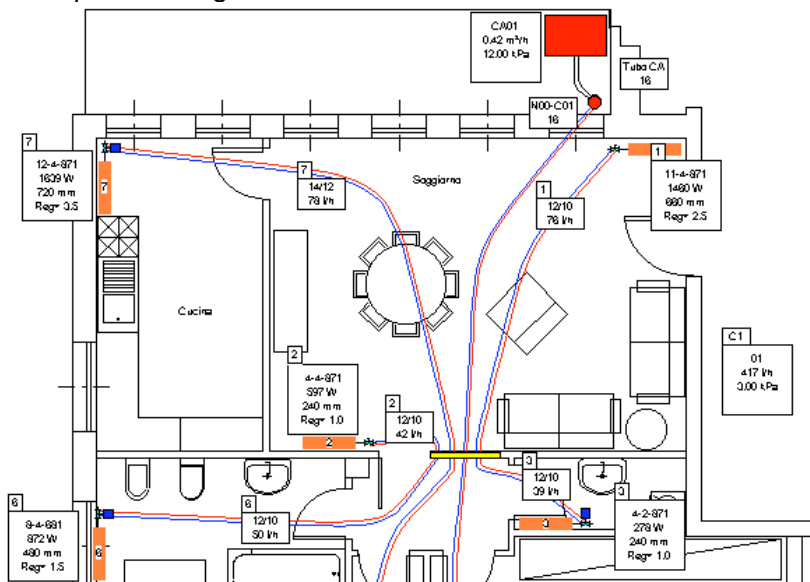 CA01
0.42 m³/h
12.00 kPa
Tubo CA
16
N00-C01
16
7
12-4-871
1639 W
720 mm
Reg= 3.5
7
7
14/12
78 l/h
Soggiorno
1
12/10
76 l/h
1
11-4-871
1460 W
660 mm
Reg= 2.5
Cucina
C1
01
417 l/h
3.00 kPa
2
4-4-871
597 W
240 mm
Reg= 1.0
2
2
12/10
42 l/h
3
12/10
39 l/h
3
3
4-2-871
278 W
240 mm
Reg= 1.0
6
8-4-681
872 W
480 mm
Reg= 1.5
6
6
12/10
50 l/h